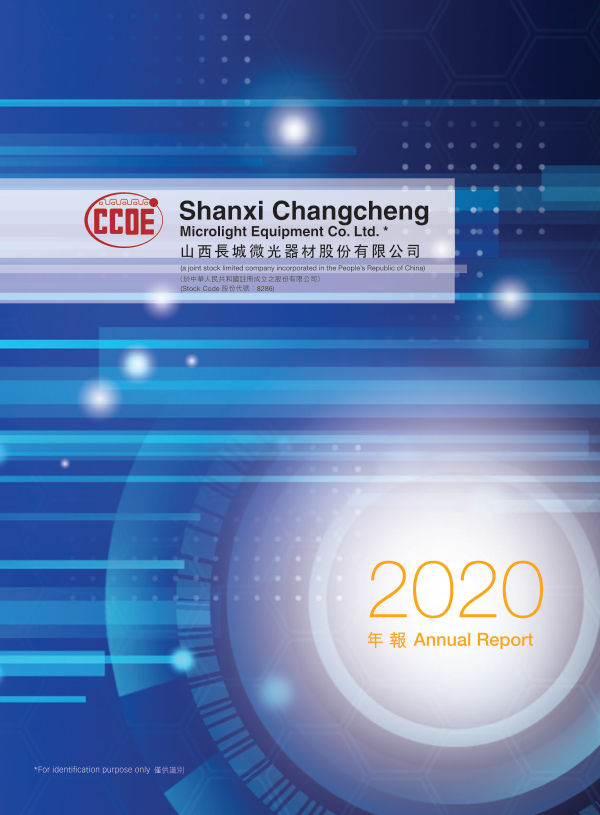 CCOE
Shanxi Changcheng
Microlight Equipment Co. Ltd. *
山西長城微光器材股份有限公司
(a joint stock limited company incorporated in the People's Republic of China)
(於中華人民共和國註冊成立之股份有限公司)
(Stock Code 股份代號：8286)
2020
年報 Annual Report
*For identification purpose only 僅供識別